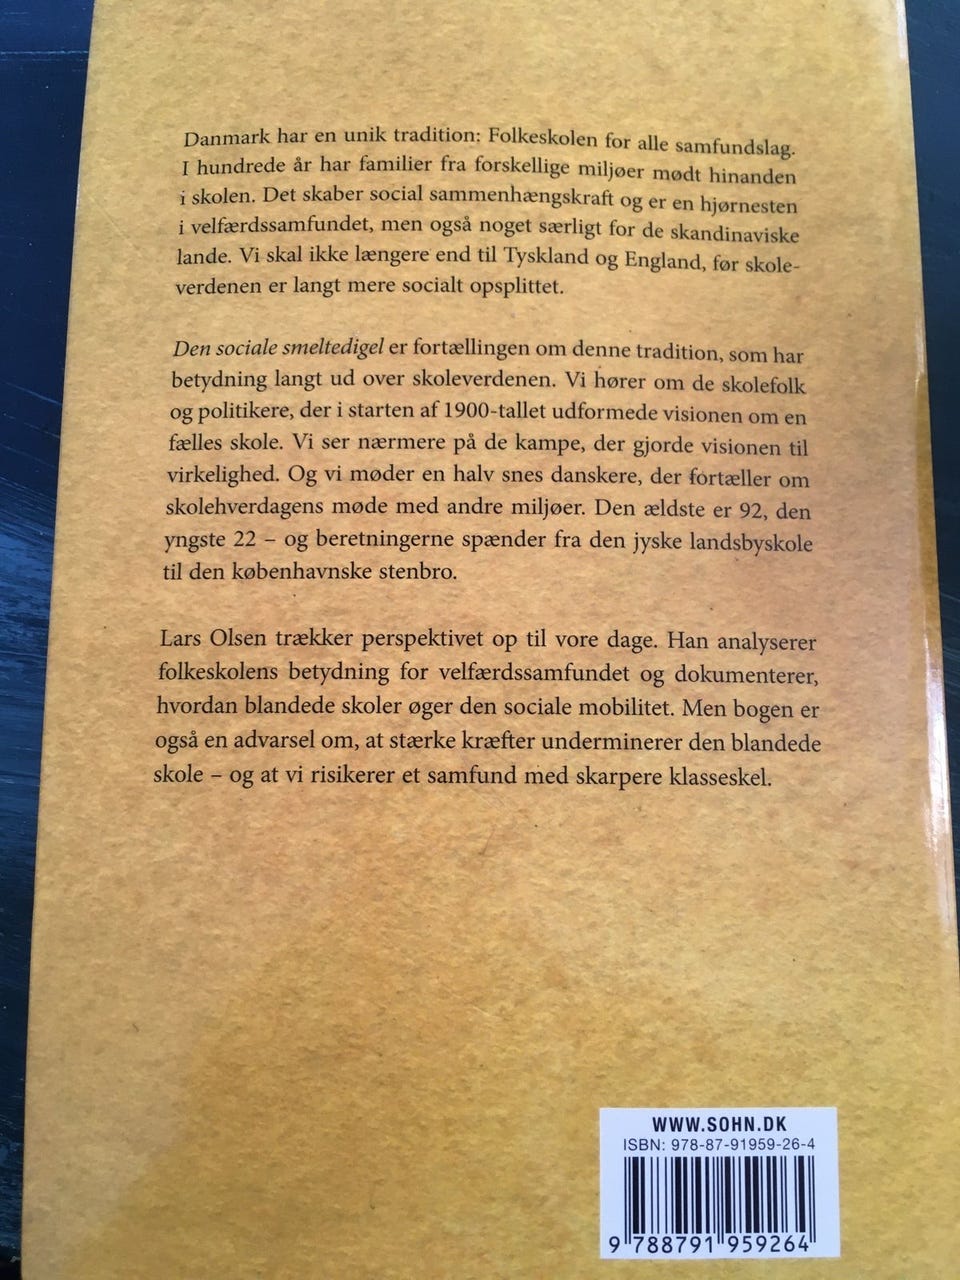 Danmark har en unik tradition: Folkeskolen for alle samfundslag.
I hundrede år har familier fra forskellige miljøer mødt hinanden
i skolen. Det skaber social sammenhængskraft og er en hjørnesten
i velfærdssamfundet, men også noget særligt for de skandinaviske
lande. Vi skal ikke længere end til Tyskland og England, før skole-
verdenen er langt mere socialt opsplittet.
Den sociale smeltedigel er fortællingen om denne tradition, som har
betydning langt ud over skoleverdenen. Vi hører om de skolefolk
og politikere, der i starten af 1900-tallet udformede visionen om en
fælles skole. Vi ser nærmere på de kampe, der gjorde visionen til
virkelighed. Og vi møder en halv snes danskere, der fortæller om
skolehverdagens møde med andre miljøer. Den ældste er 92, den
yngste 22 – og beretningerne spænder fra den jyske landsbyskole
til den københavnske stenbro.
Lars Olsen trækker perspektivet op til vore dage. Han analyserer
folkeskolens betydning for velfærdssamfundet og dokumenterer,
hvordan blandede skoler øger den sociale mobilitet. Men bogen er
også en advarsel om, at stærke kræfter underminerer den blandede
skole – og at vi risikerer et samfund med skarpere klasseskel.
WWW.SOHN.DK
ISBN: 978-87-91959-26-4
9 788791 959264